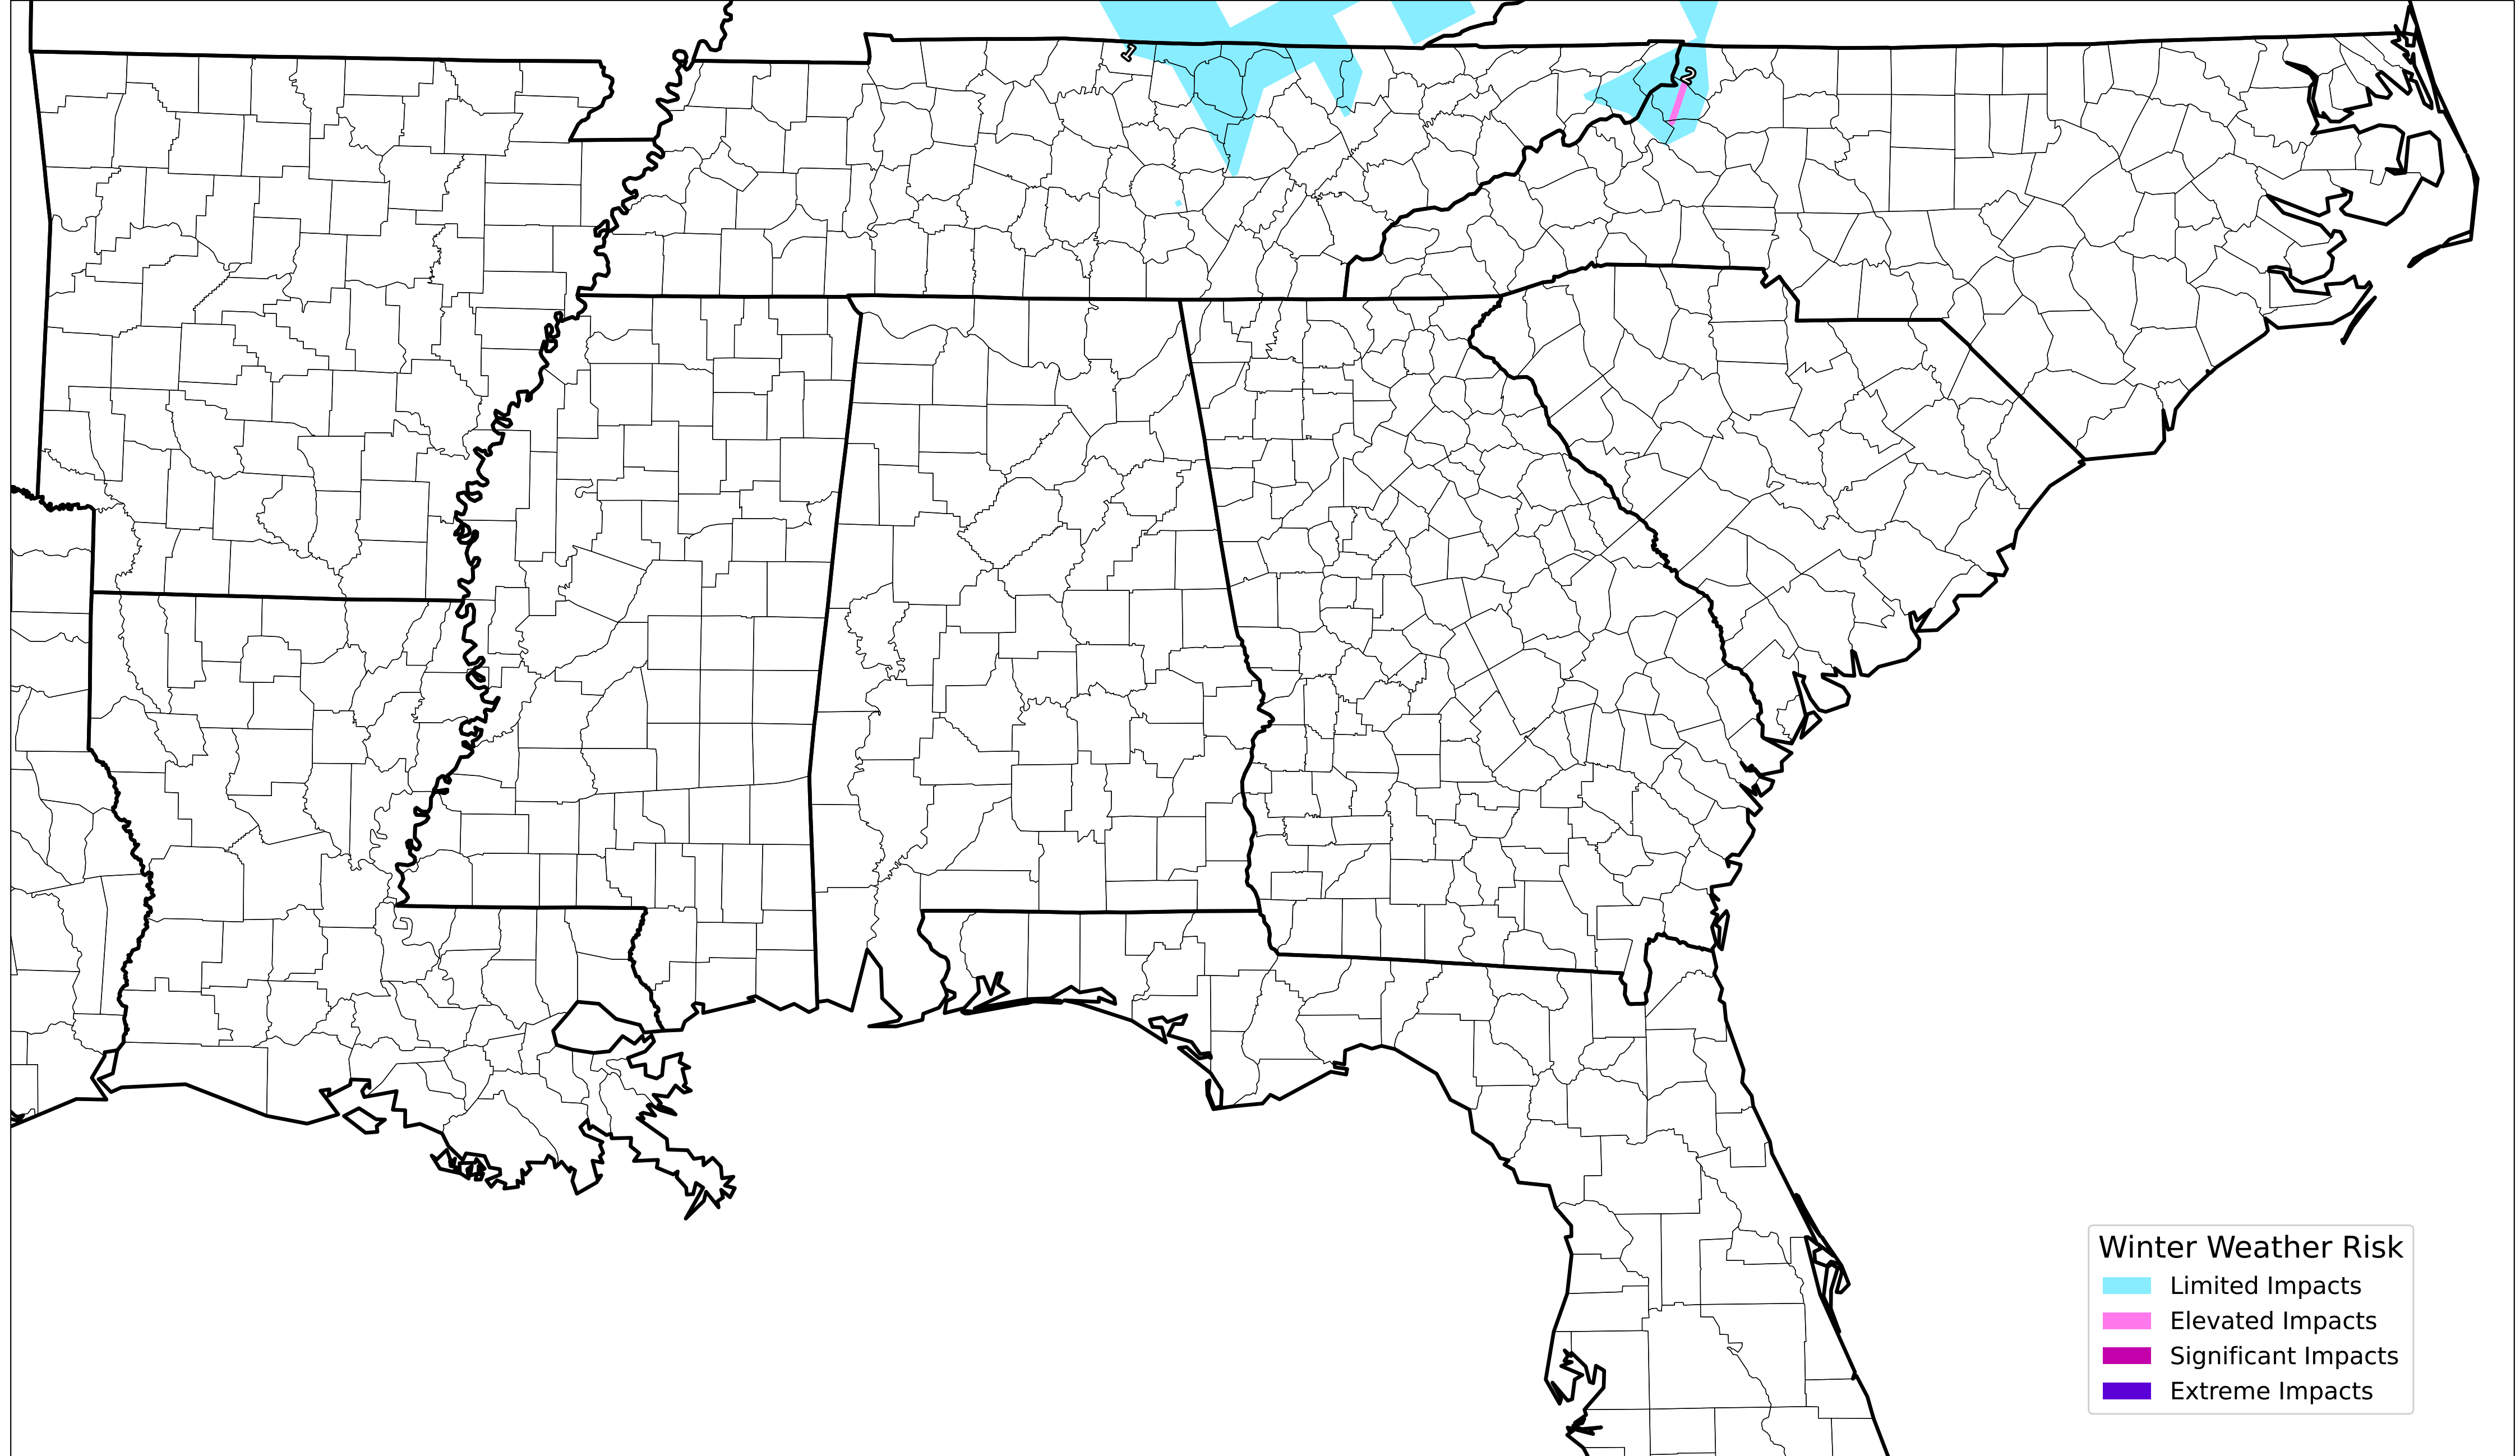 1
2
Winter Weather Risk
Limited Impacts
Elevated Impacts
Significant Impacts
Extreme Impacts